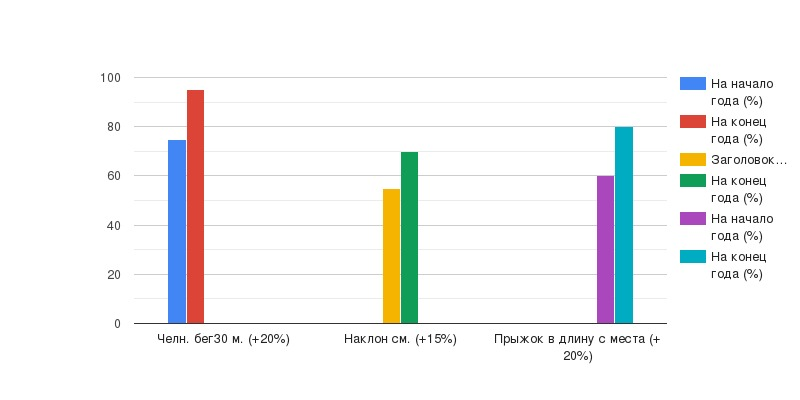 100
80
60
40
20
0
Челн. бег30 м. (+20%)
Наклон см. (+15%)
Прыжок в длину с места (+
20%)
На начало
года (%)
На конец
года (%)
Заголовок...
На конец
года (%)
На начало
года (%)
На конец
года (%)